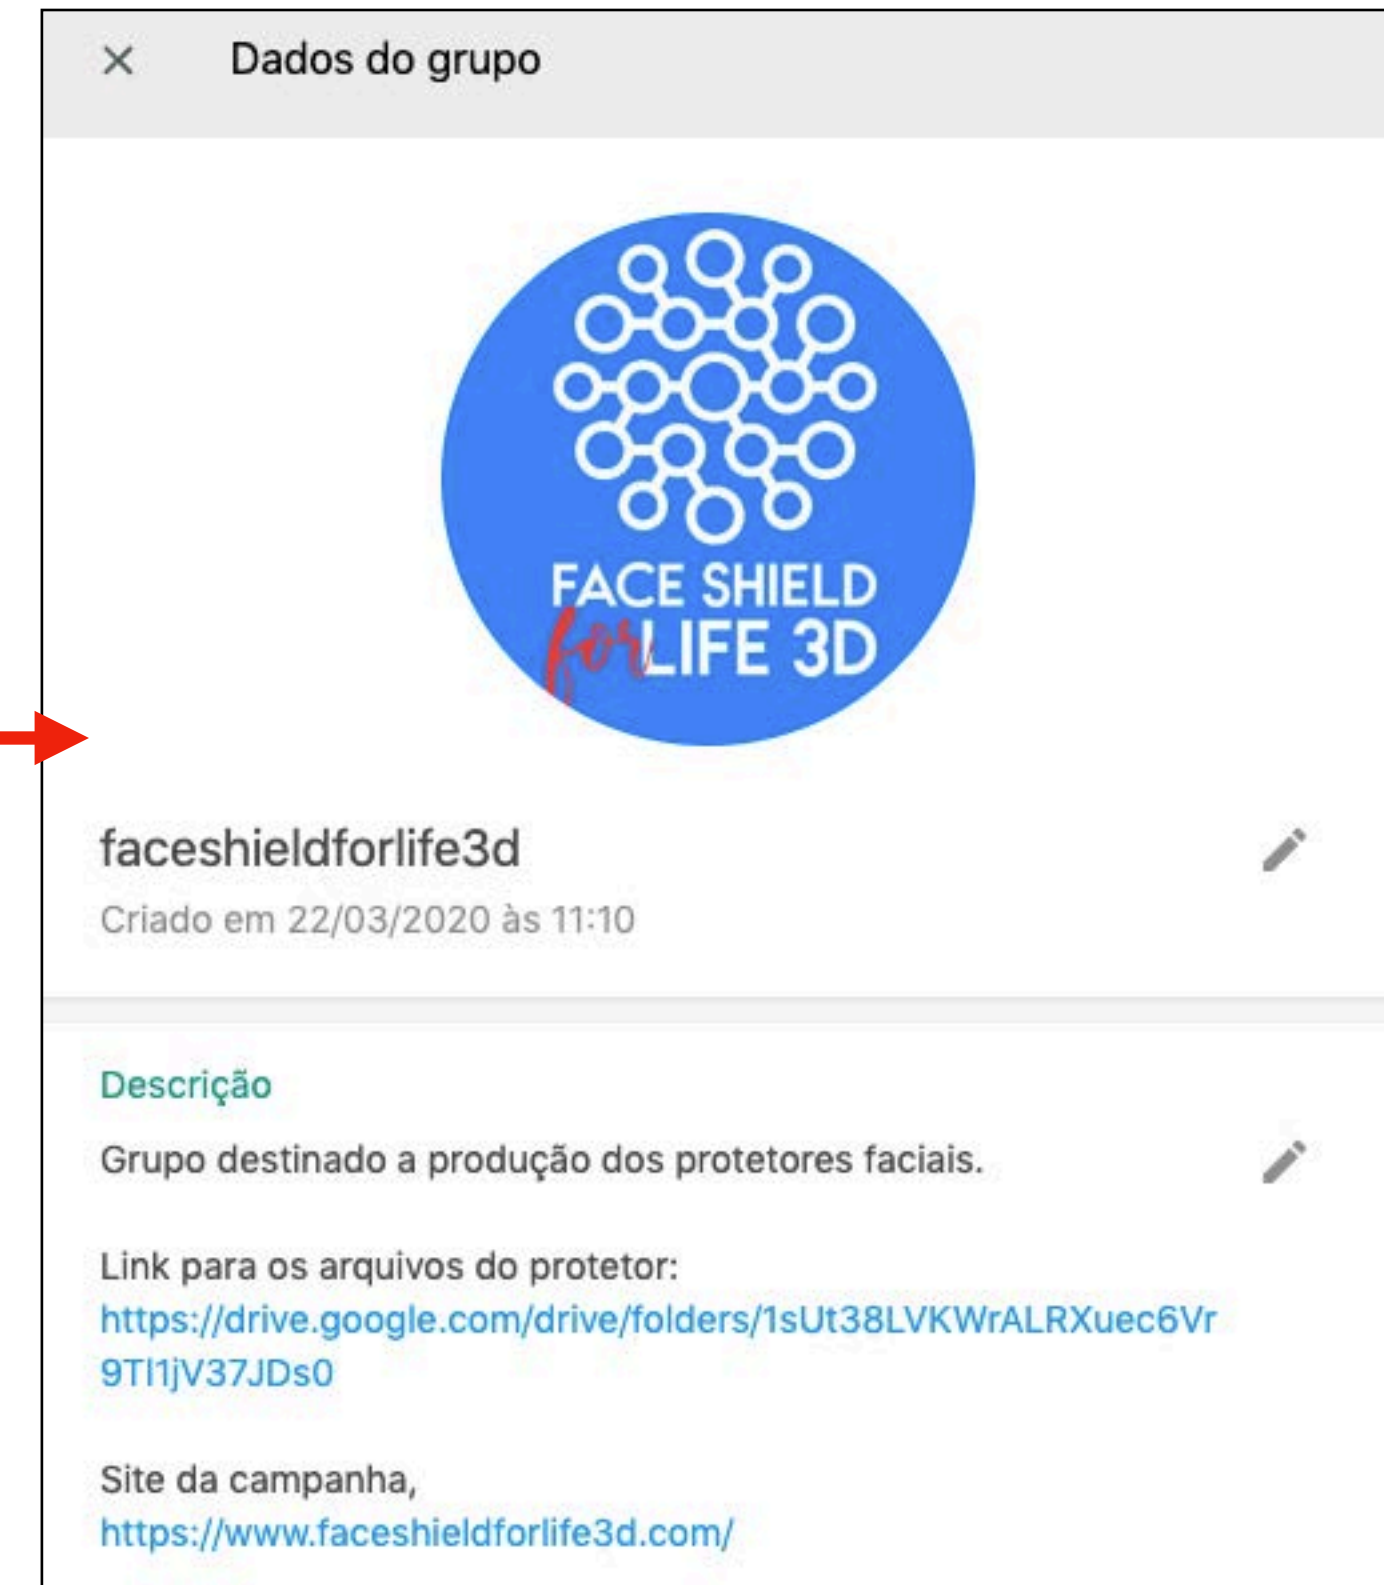 Dados do grupo
FACE SHIELD
for LIFE 3D
faceshieldforlife3d
Criado em 22/03/2020 às 11:10
Descrição
Grupo destinado a produção dos protetores faciais.
Link para os arquivos do protetor:
https://drive.google.com/drive/folders/1sUt38LVKWrALRXuec6Vr
9Tl1jV37JDs0
Site da campanha,
https://www.faceshieldforlife3d.com/